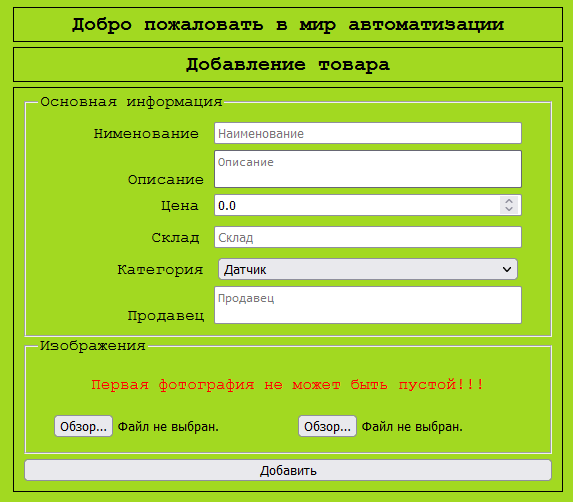 Добро пожаловать в мир автоматизации
Добавление товара
Основная информация
Нименование Наименование
Описание Описание
Цена 0.0
Склад Склад
Категория Датчик
Продавец Продавец
Изображения
Первая фотография не может быть пустой!!!
Обзор... Файл не выбран. Обзор... Файл не выбран.
Добавить